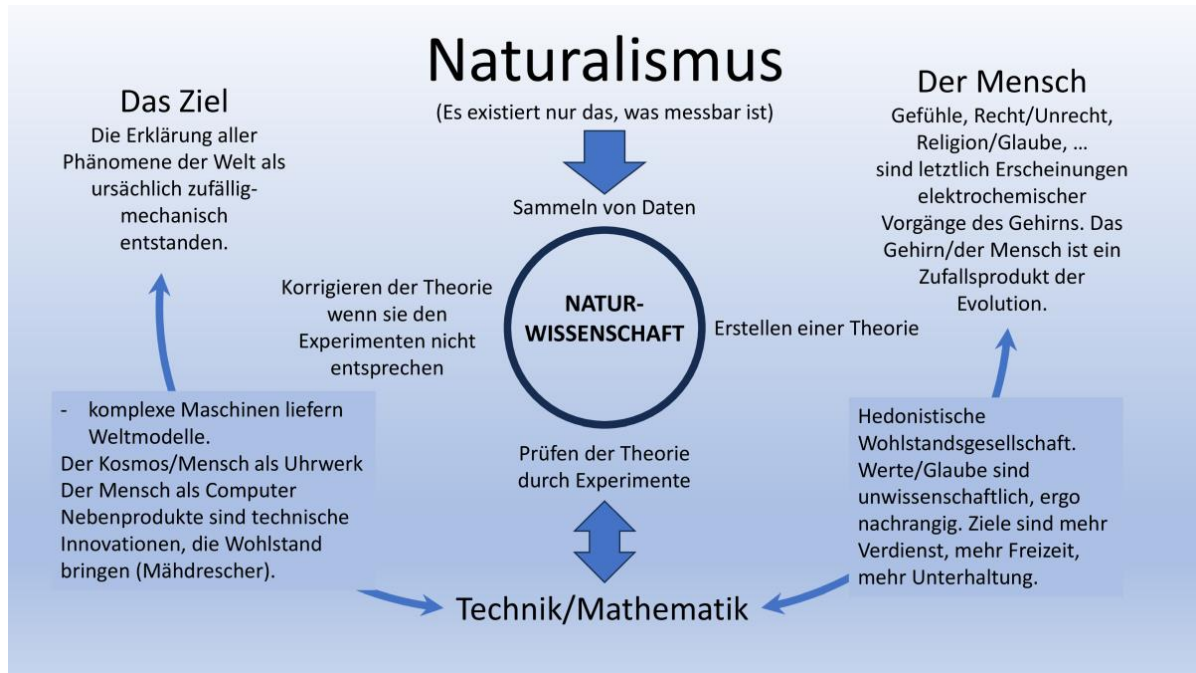 Naturalismus
(Es existiert nur das, was messbar ist)
Das Ziel
Die Erklärung aller
Phänomene der Welt als
ursächlich zufällig-
mechanisch
entstanden.
Der Mensch
Gefühle, Recht/Unrecht,
Religion/Glaube, ...
sind letztlich Erscheinungen
elektrochemischer
Vorgänge des Gehirns. Das
Gehirn/der Mensch ist ein
Zufallsprodukt der
Evolution.
Sammeln von Daten
NATUR-
WISSENSCHAFT
Erstellen einer Theorie
Prüfen der Theorie
durch Experimente
Korrigieren der Theorie
wenn sie den
Experimenten nicht
entsprechen
- komplexe Maschinen liefern
Weltmodelle.
Der Kosmos/Mensch als Uhrwerk
Der Mensch als Computer
Nebenprodukte sind technische
Innovationen, die Wohlstand
bringen (Mähdrescher).
Hedonistische
Wohlstandsgesellschaft.
Werte/Glaube sind
unwissenschaftlich, ergo
nachrangig. Ziele sind mehr
Verdienst, mehr Freizeit,
mehr Unterhaltung.
Technik/Mathematik